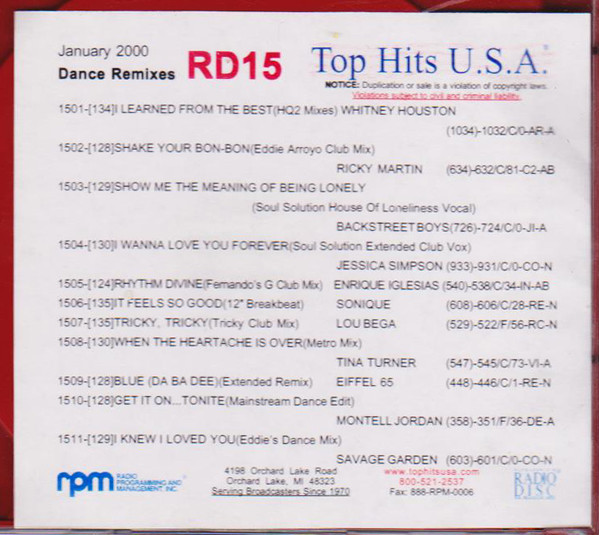 January 2000
Dance Remixes RD15 Top Hits U.S.A.®
NOTICE: Duplication or sale is a violation of copyright laws.
Violations subject to civil and criminal liability.
1501-[134]I LEARNED FROM THE BEST(HQ2 Mixes) WHITNEY HOUSTON
(1034)-1032/C/0-AR-A
1502-[128]SHAKE YOUR BON-BON(Eddie Arroyo Club Mix)
RICKY MARTIN (634)-632/C/81-C2-AB
1503-[129]SHOW ME THE MEANING OF BEING LONELY
(Soul Solution House Of Loneliness Vocal)
BACKSTREET BOYS(726)-724/C/0-JI-A
1504-[130]I WANNA LOVE YOU FOREVER(Soul Solution Extended Club Vox)
JESSICA SIMPSON (933)-931/C/0-CO-N
1505-[124]RHYTHM DIVINE(Fernando's G Club Mix) ENRIQUE IGLESIAS (540)-538/C/34-IN-AB
1506-[135]IT FEELS SO GOOD(12" Breakbeat) SONIQUE (608)-606/C/28-RE-N
1507-[135]TRICKY, TRICKY(Tricky Club Mix) LOU BEGA (529)-522/F/56-RC-N
1508-[130]WHEN THE HEARTACHE IS OVER(Metro Mix)
TINA TURNER (547)-545/C/73-VI-A
1509-[128]BLUE (DA BA DEE)(Extended Remix) EIFFEL 65 (448)-446/C/1-RE-N
1510-[128]GET IT ON...TONITE(Mainstream Dance Edit)
MONTELL JORDAN (358)-351/F/36-DE-A
1511-[129]I KNEW I LOVED YOU(Eddie's Dance Mix)
SAVAGE GARDEN (603)-601/C/0-CO-N
rpm RADIO PROGRAMMING AND MANAGEMENT, INC.
4198 Orchard Lake Road
Orchard Lake, MI 48323
Serving Broadcasters Since 1970
www.tophitsusa.com
800-521-2537
Fax: 888-RPM-0006
RADIO
DISC